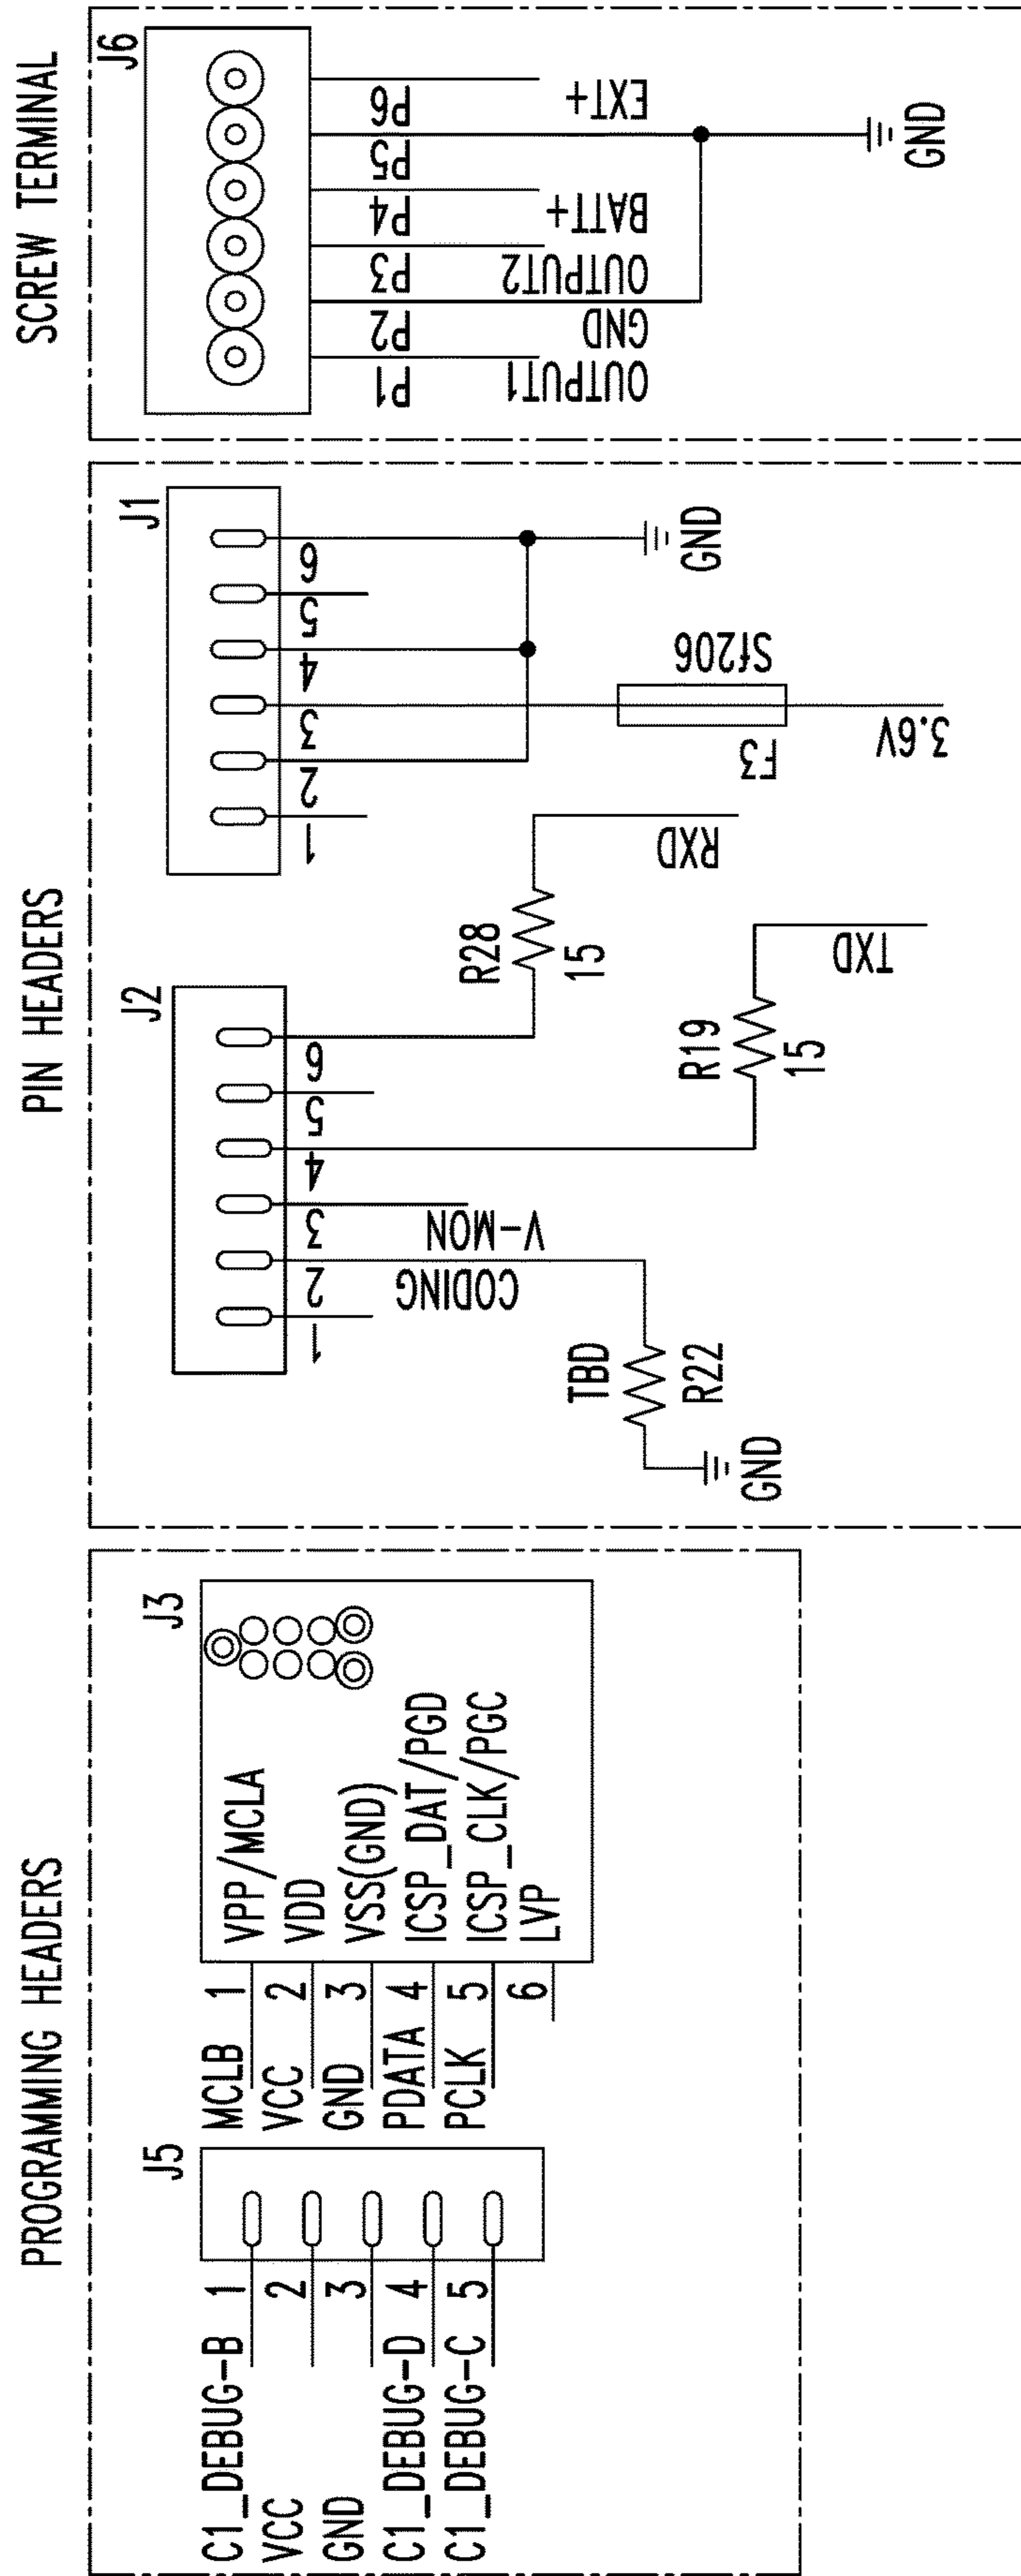 PROGRAMING HEADERS
J5
C1_DEBUG-B 1
VCC 2
GND 3
C1_DEBUG-D 4
C1_DEBUG-C 5
J3
MCLB 1 VPP/MCLA
VCC 2 VDD
GND 3 VSS(GND)
PDATA 4 ICSP_DAT/PGD
PCLK 5 ICSP_CLK/PGC
6 LVP
PIN HEADERS
J2
1
2
3
4
5
6
CODING
V-MON
TBD
R22
GND
R28
15
RXD
R19
15
TXD
J1
1
2
3
4
5
6
F3
Sf206
3.6V
GND
SCREW TERMINAL
J6
P1
P2
P3
P4
P5
P6
OUTPUT1
GND
OUTPUT2
BATT+
EXT+
GND